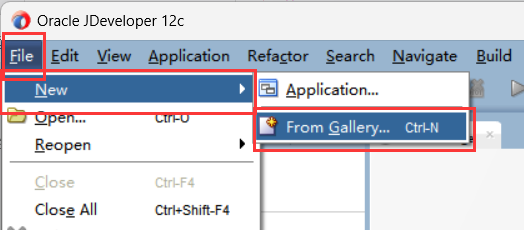 Oracle JDeveloper 12c
File Edit View Application Refactor Search Navigate Build
New
Application...
Open... Ctrl-O
From Gallery... Ctrl-N
Reopen
Close Ctrl-F4
Close All Ctrl+Shift-F4